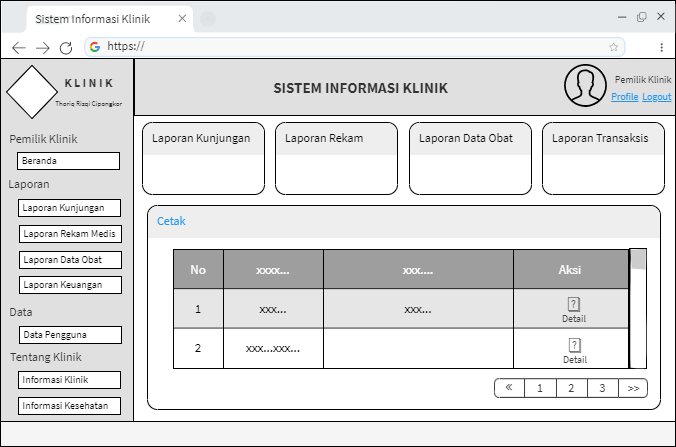 Sistem Informasi Klinik
https://
KLINIK
Thoriq Rizqi Cipongkor
SISTEM INFORMASI KLINIK
Pemilik Klinik
Profile Logout
Pemilik Klinik
Beranda
Laporan
Laporan Kunjungan
Laporan Rekam Medis
Laporan Data Obat
Laporan Keuangan
Data
Data Pengguna
Tentang Klinik
Informasi Klinik
Informasi Kesehatan
Laporan Kunjungan
Laporan Rekam
Laporan Data Obat
Laporan Transaksis
Cetak
No xxxx... xxx.... Aksi
1 xxx... xxx... ? Detail
2 xxx...xxx... ? Detail
« 1 2 3 >>